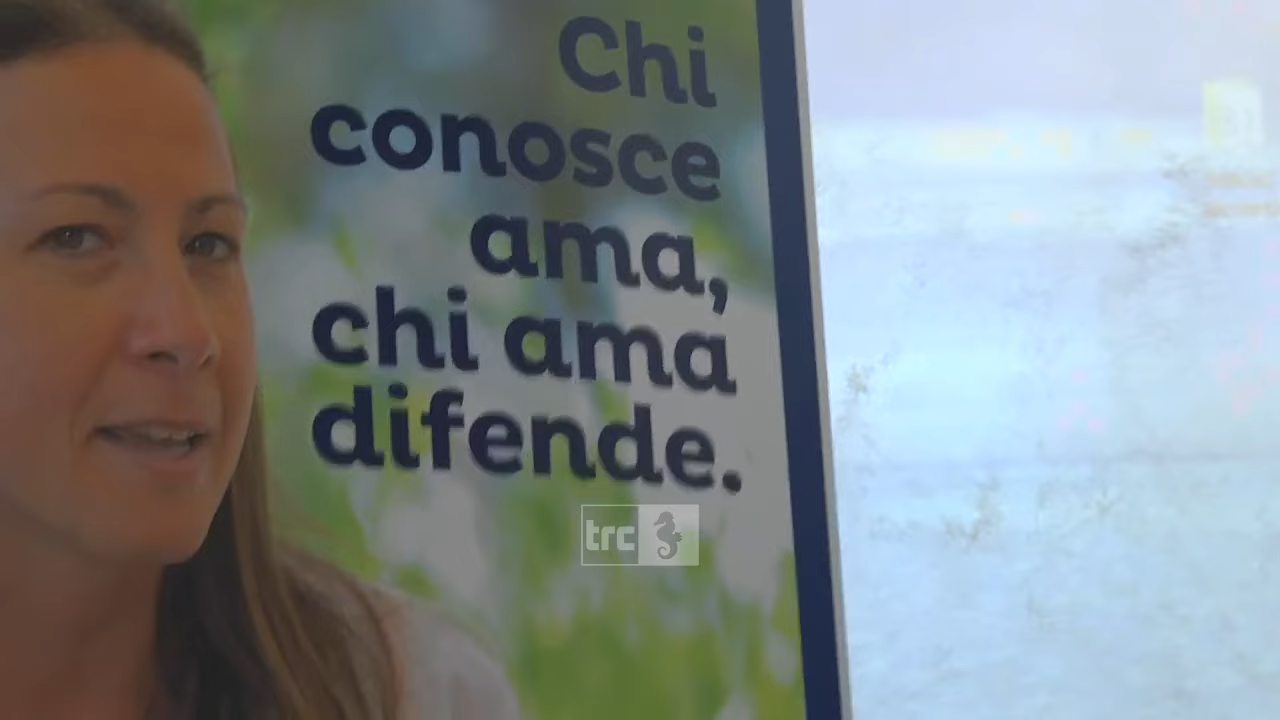 Chi
conosce
ama,
chi ama
difende.
trc